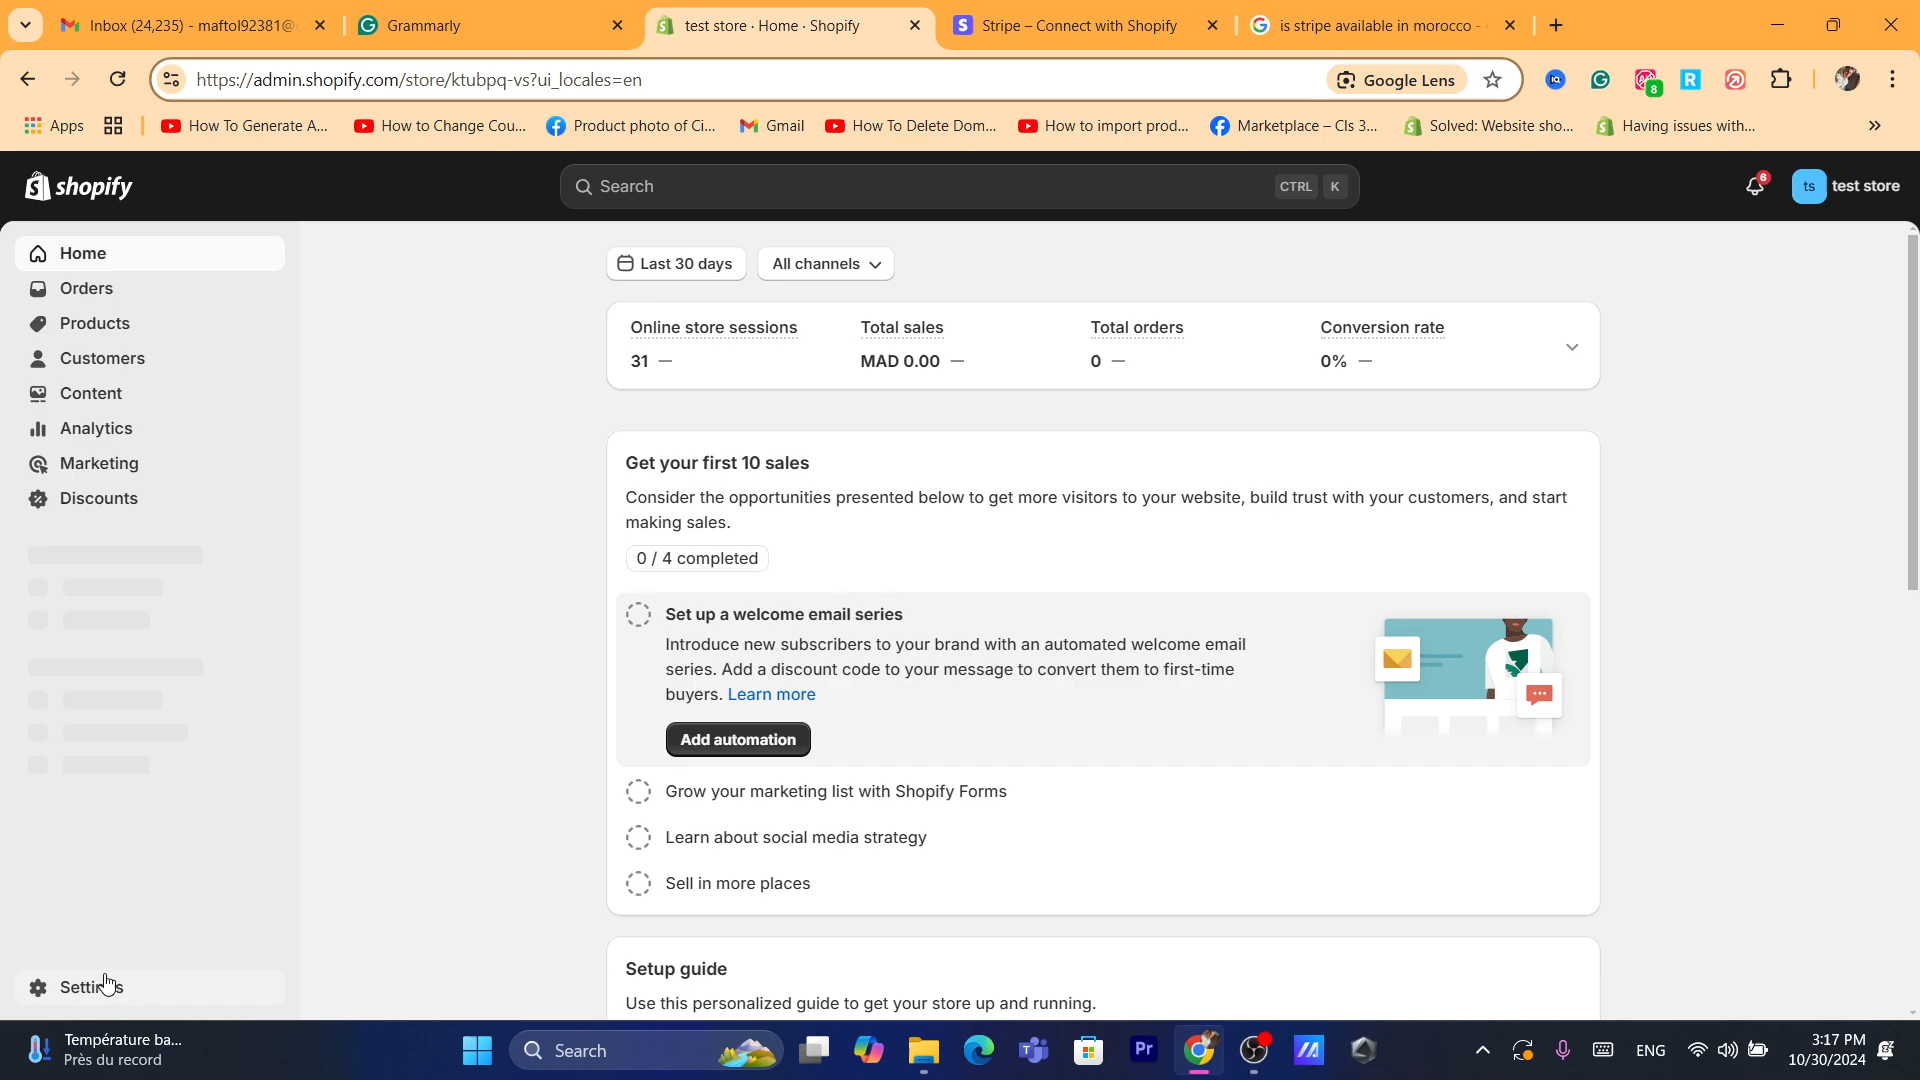 Inbox (24,235) - maftol92381@
Grammarly
test store · Home · Shopify
Stripe – Connect with Shopify
is stripe available in morocco -
https://admin.shopify.com/store/ktubpq-vs?ui_locales=en
Google Lens
8
Apps
How To Generate A...
How to Change Cou...
Product photo of Ci...
Gmail
How To Delete Dom...
How to import prod...
Marketplace – Cls 3...
Solved: Website sho...
Having issues with...
shopify
Search
CTRL K
6
ts
test store
Home
Orders
Products
Customers
Content
Analytics
Marketing
Discounts
Settings
Last 30 days
All channels
Online store sessions
31 —
Total sales
MAD 0.00 —
Total orders
0 —
Conversion rate
0% —
Get your first 10 sales
Consider the opportunities presented below to get more visitors to your website, build trust with your customers, and start
making sales.
0 / 4 completed
Set up a welcome email series
Introduce new subscribers to your brand with an automated welcome email
series. Add a discount code to your message to convert them to first-time
buyers. Learn more
Add automation
Grow your marketing list with Shopify Forms
Learn about social media strategy
Sell in more places
Setup guide
Use this personalized guide to get your store up and running.
Température ba...
Près du record
Search
Pr
ENG
3:17 PM
10/30/2024